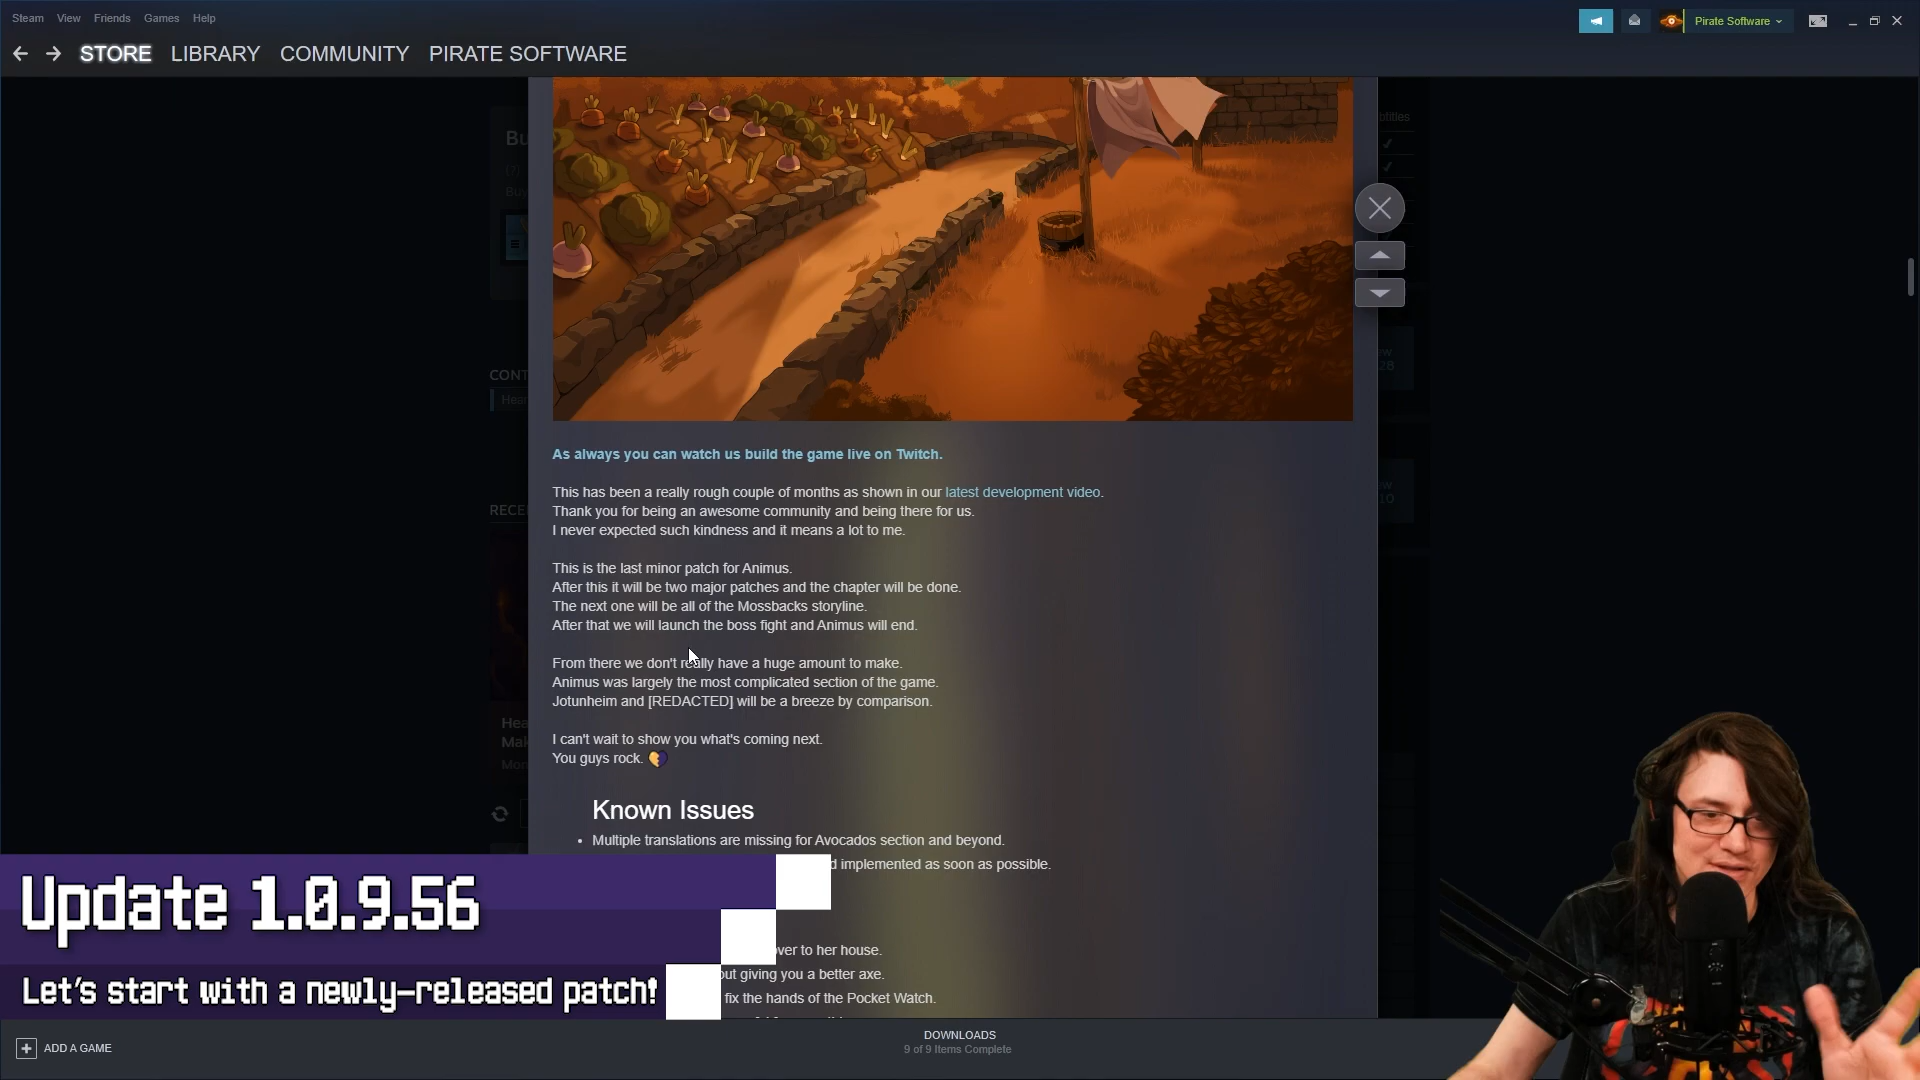 Steam View Friends Games Help
Pirate Software
STORE LIBRARY COMMUNITY PIRATE SOFTWARE
As always you can watch us build the game live on Twitch.
This has been a really rough couple of months as shown in our latest development video.
Thank you for being an awesome community and being there for us.
I never expected such kindness and it means a lot to me.
This is the last minor patch for Animus.
After this it will be two major patches and the chapter will be done.
The next one will be all of the Mossbacks storyline.
After that we will launch the boss fight and Animus will end.
From there we don't really have a huge amount to make.
Animus was largely the most complicated section of the game.
Jotunheim and [REDACTED] will be a breeze by comparison.
I can't wait to show you what's coming next.
You guys rock.
Known Issues
• Multiple translations are missing for Avocados section and beyond.
implemented as soon as possible.
Update 1.0.9.56
to her house.
giving you a better axe.
Let's start with a newly-released patch!
fix the hands of the Pocket Watch.
ADD A GAME
DOWNLOADS
9 of 9 Items Complete